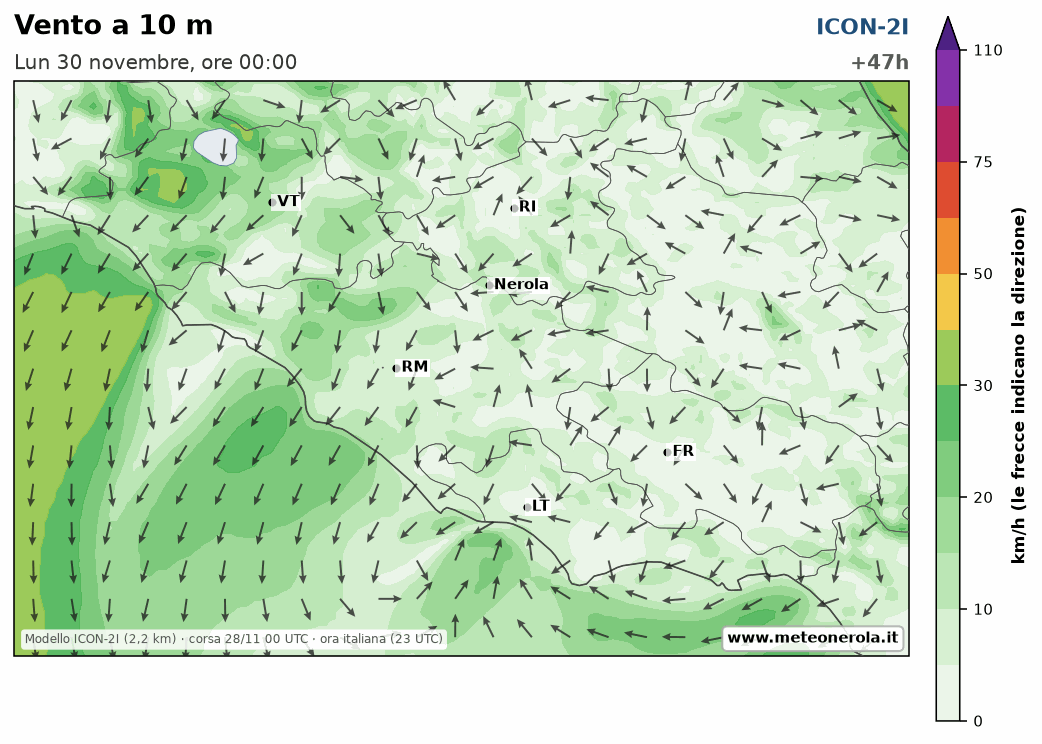 Vento a 10 m
ICON-2I
Lun 30 novembre, ore 00:00
+47h
VT
RI
Nerola
RM
FR
LT
Modello ICON-2I (2,2 km) · corsa 28/11 00 UTC · ora italiana (23 UTC)
www.meteonerola.it
110
75
50
30
20
10
0
km/h (le frecce indicano la direzione)